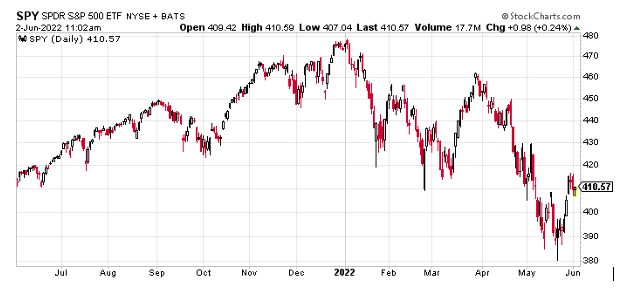 SPY SPDR S&P 500 ETF NYSE + BATS © StockCharts.com
2-Jun-2022 11:02am Open 409.42 High 410.59 Low 407.04 Last 410.57 Volume 17.7M Chg +0.98 (+0.24%)
SPY (Daily) 410.57
480
470
460
450
440
430
420
410.57
400
390
380
Jul Aug Sep Oct Nov Dec 2022 Feb Mar Apr May Jun